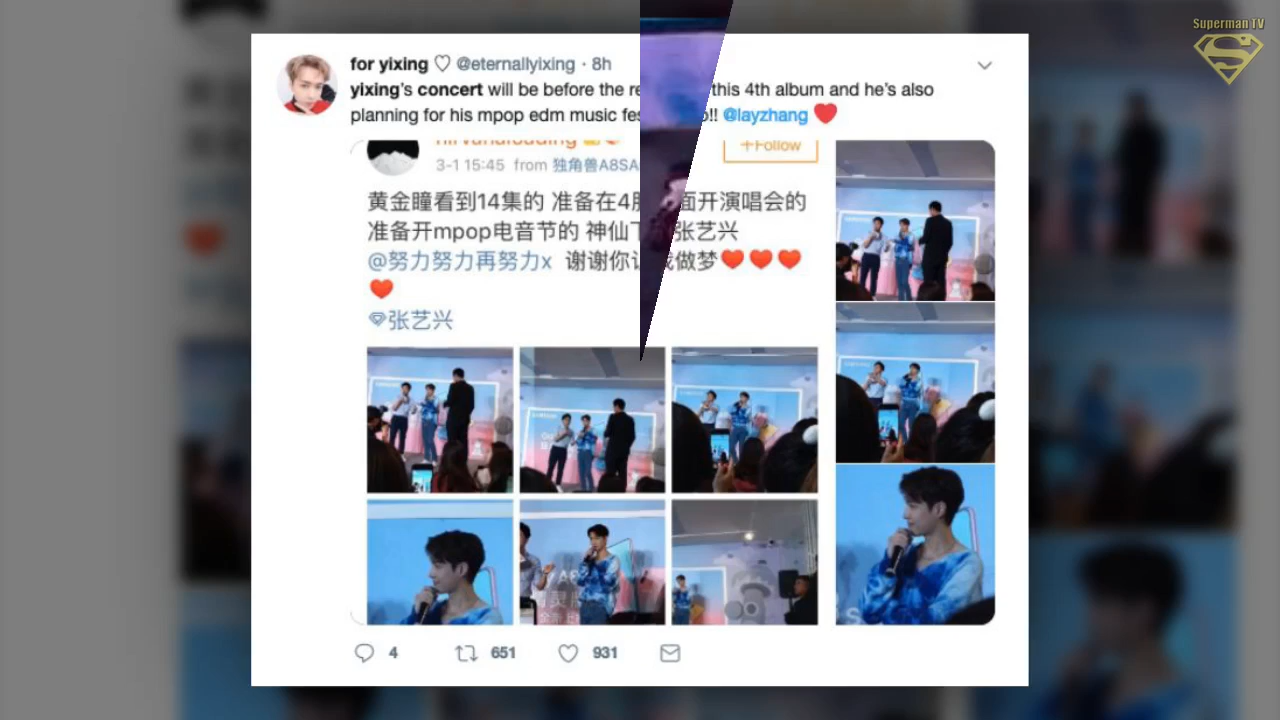 Superman TV
for yixing ♡ @eternallyixing · 8h
yixing's concert will be before the re this 4th album and he's also
planning for his mpop edm music fes !! @layzhang ❤️
+Follow
3-1 15:45 from 独角兽A8SA
黄金瞳看到14集的 准备在4 面开演唱会的
准备开mpop电音节的 神仙 张艺兴
@努力努力再努力x 谢谢你 做梦❤️❤️❤️
❤️
张艺兴
4 651 931